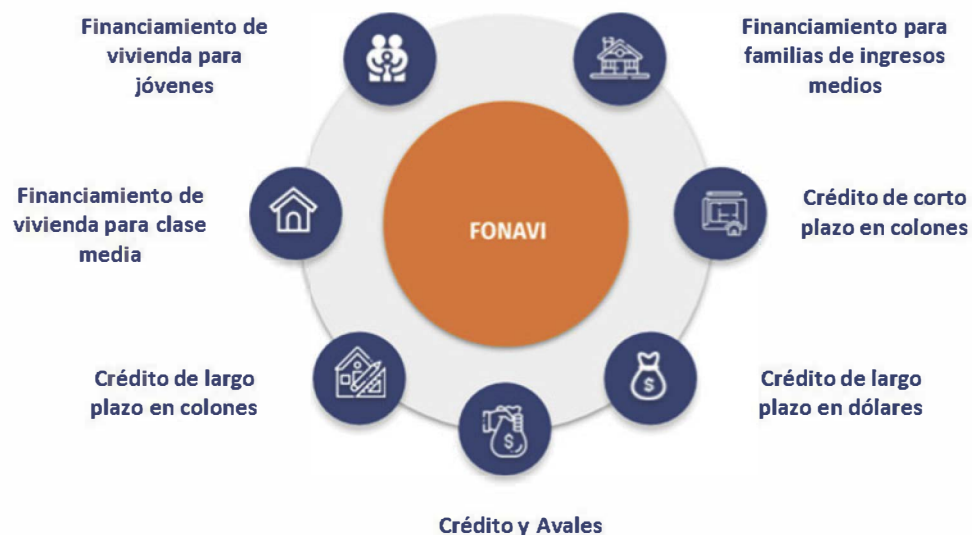 Financiamiento de
vivienda para
jóvenes
Financiamiento para
familias de ingresos
medios
Financiamiento de
vivienda para clase
media
FONAVI
Crédito de corto
plazo en colones
Crédito de largo
plazo en colones
Crédito de largo
plazo en dólares
Crédito y Avales